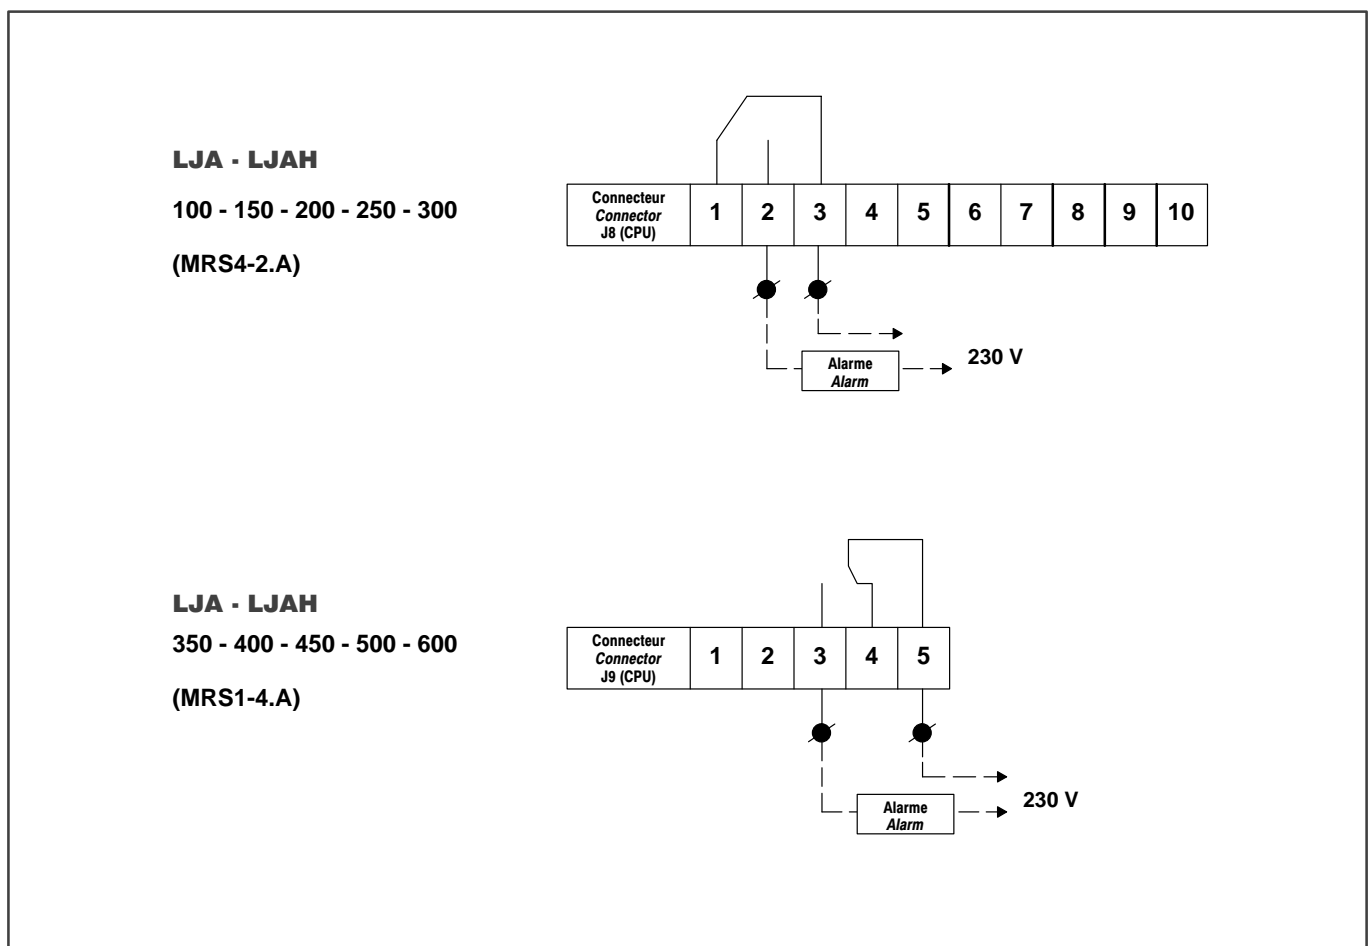 LJA - LJAH
100 - 150 - 200 - 250 - 300
(MRS4-2.A)
Connecteur
Connector
J8 (CPU)
1 2 3 4 5 6 7 8 9 10
230 V
Alarme
Alarm
LJA - LJAH
350 - 400 - 450 - 500 - 600
(MRS1-4.A)
Connecteur
Connector
J9 (CPU)
1 2 3 4 5
230 V
Alarme
Alarm